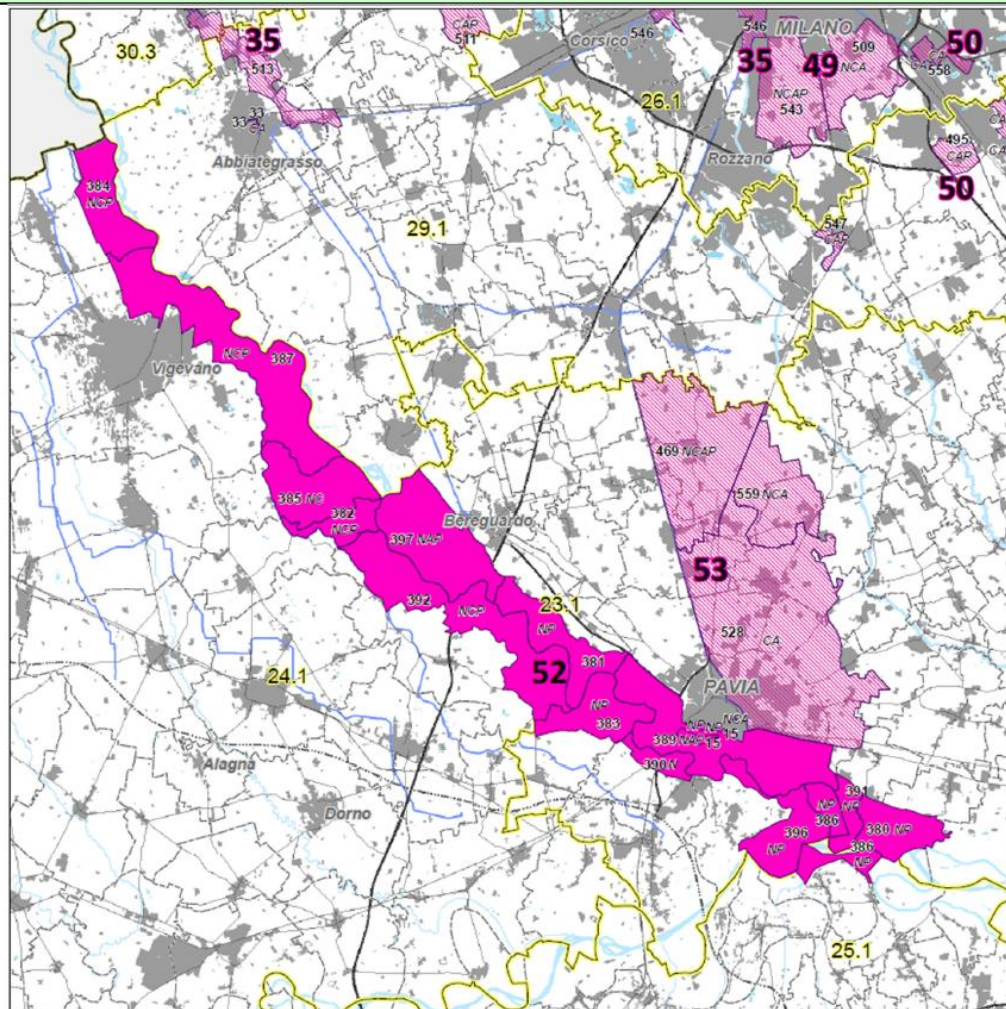 CAP
511
546
546
MILANO
30.3
35
Corsico
509
50
513
35
49
NCA
558
NCAP
33
26.1
543
CA
495
CAP
Abbiategrasso
Rozzano
50
384
NCP
29.1
547
CAP
NCP
387
Vigevano
469 NCAP
385 NC
559 NCA
382
NCP
Bereguardo
397 NAP
53
392
NCP
23.1
NP
528
CA
52
381
24.1
NP
PAVIA
383
NP
NP
NCA
15
389 NAP
15
390 N
Alagna
391
NP
NP
386
Dorno
396
380 NP
NP
386
NP
25.1